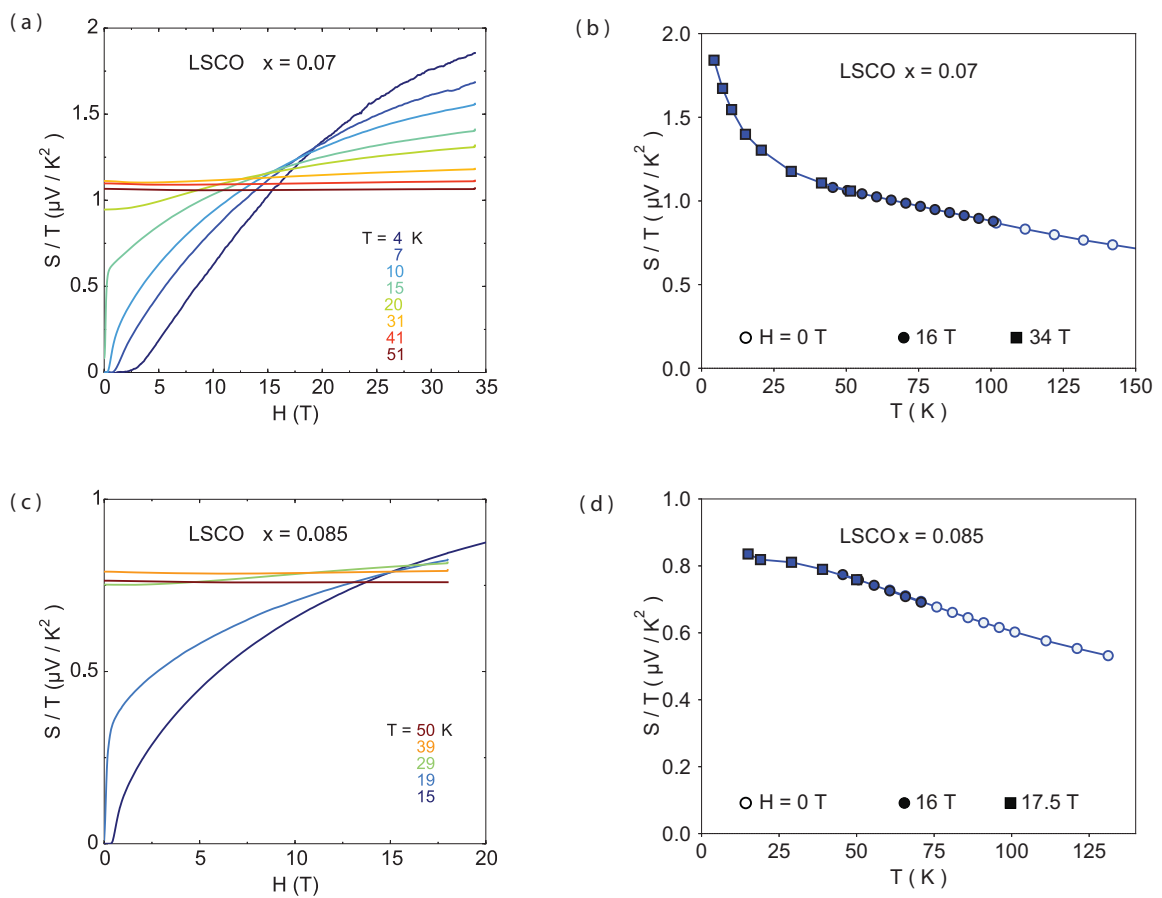 (a)
LSCO x = 0.07
S / T (μV / K²)
2
1.5
1
0.5
0
0 5 10 15 20 25 30 35
H (T)
T = 4 K
7
10
15
20
31
41
51
(b)
LSCO x = 0.07
S / T ( μV / K² )
2.0
1.5
1.0
0.5
0.0
H = 0 T 16 T 34 T
0 25 50 75 100 125 150
T ( K )
(c)
LSCO x = 0.085
S / T (μV / K²)
1
0.5
0
T = 50 K
39
29
19
15
0 5 10 15 20
H (T)
(d)
LSCO x = 0.085
S / T ( μV / K² )
1.0
0.8
0.6
0.4
0.2
0.0
H = 0 T 16 T 17.5 T
0 25 50 75 100 125
T ( K )